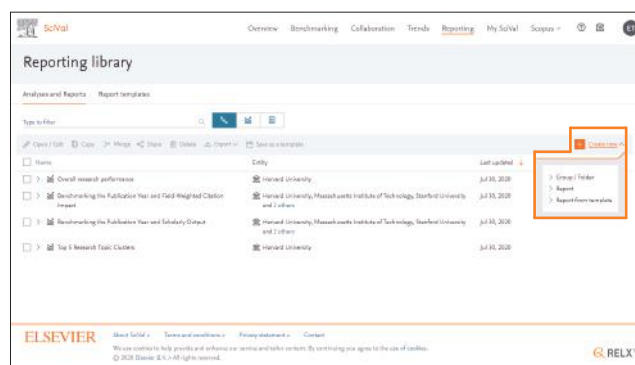 SciVal
Overview Benchmarking Collaboration Trends Reporting My SciVal Scopus ET
Reporting library
Analyses and Reports Report templates
Type to filter
Open / Edit Copy Merge Share Delete Export Save as a template Create new
Name Entity Last updated
Overall research performance Harvard University Jul 30, 2020
Group / Folder
Report
Report from template
Benchmarking the Publication Year and Field-Weighted Citation Impact Harvard University, Massachusetts Institute of Technology, Stanford University and 2 others Jul 30, 2020
Benchmarking the Publication Year and Scholarly Output Harvard University, Massachusetts Institute of Technology, Stanford University and 2 others Jul 30, 2020
Top 5 Research Topic Clusters Harvard University Jul 30, 2020
ELSEVIER
About SciVal Terms and conditions Privacy statement Contact
We use cookies to help provide and enhance our service and tailor content. By continuing you agree to the use of cookies.
© 2020 Elsevier B.V. All rights reserved.
RELX™